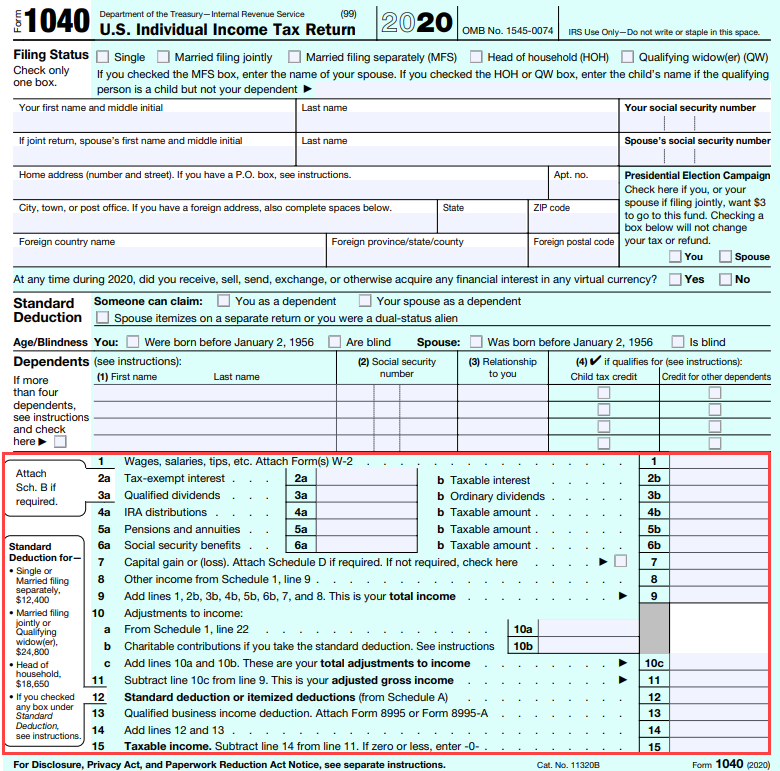 Form 1040 Department of the Treasury—Internal Revenue Service (99) U.S. Individual Income Tax Return 2020 OMB No. 1545-0074 IRS Use Only—Do not write or staple in this space.
Filing Status Single Married filing jointly Married filing separately (MFS) Head of household (HOH) Qualifying widow(er) (QW)
Check only one box.
If you checked the MFS box, enter the name of your spouse. If you checked the HOH or QW box, enter the child's name if the qualifying
person is a child but not your dependent ▶
Your first name and middle initial Last name Your social security number
If joint return, spouse's first name and middle initial Last name Spouse's social security number
Home address (number and street). If you have a P.O. box, see instructions. Apt. no.
City, town, or post office. If you have a foreign address, also complete spaces below. State ZIP code
Foreign country name Foreign province/state/county Foreign postal code
Presidential Election Campaign
Check here if you, or your
spouse if filing jointly, want $3
to go to this fund. Checking a
box below will not change
your tax or refund.
You Spouse
At any time during 2020, did you receive, sell, send, exchange, or otherwise acquire any financial interest in any virtual currency? Yes No
Standard Deduction
Someone can claim: You as a dependent Your spouse as a dependent
Spouse itemizes on a separate return or you were a dual-status alien
Age/Blindness You: Were born before January 2, 1956 Are blind Spouse: Was born before January 2, 1956 Is blind
Dependents (see instructions): (2) Social security number (3) Relationship to you (4) ✔ if qualifies for (see instructions):
(1) First name Last name Child tax credit Credit for other dependents
If more
than four
dependents,
see instructions
and check
here ▶
Attach
Sch. B if
required.
1 Wages, salaries, tips, etc. Attach Form(s) W-2 . . . . . . . . . . . . . . . . 1
2a Tax-exempt interest . . . 2a b Taxable interest . . . . . 2b
3a Qualified dividends . . . 3a b Ordinary dividends . . . . . 3b
4a IRA distributions . . . . 4a b Taxable amount . . . . . . 4b
5a Pensions and annuities . . 5a b Taxable amount . . . . . . 5b
6a Social security benefits . . 6a b Taxable amount . . . . . . 6b
7 Capital gain or (loss). Attach Schedule D if required. If not required, check here . . . . ▶ 7
8 Other income from Schedule 1, line 9 . . . . . . . . . . . . . . . . . . . 8
9 Add lines 1, 2b, 3b, 4b, 5b, 6b, 7, and 8. This is your total income . . . . . . . . . ▶ 9
10 Adjustments to income:
a From Schedule 1, line 22 . . . . . . . . . . . . . 10a
b Charitable contributions if you take the standard deduction. See instructions 10b
c Add lines 10a and 10b. These are your total adjustments to income . . . . . . . . ▶ 10c
11 Subtract line 10c from line 9. This is your adjusted gross income . . . . . . . . . ▶ 11
12 Standard deduction or itemized deductions (from Schedule A) . . . . . . . . . . 12
13 Qualified business income deduction. Attach Form 8995 or Form 8995-A . . . . . . . . 13
14 Add lines 12 and 13 . . . . . . . . . . . . . . . . . . . . . . . . 14
15 Taxable income. Subtract line 14 from line 11. If zero or less, enter -0- . . . . . . . . 15
Standard
Deduction for—
• Single or
Married filing
separately,
$12,400
• Married filing
jointly or
Qualifying
widow(er),
$24,800
• Head of
household,
$18,650
• If you checked
any box under
Standard
Deduction,
see instructions.
For Disclosure, Privacy Act, and Paperwork Reduction Act Notice, see separate instructions. Cat. No. 11320B Form 1040 (2020)